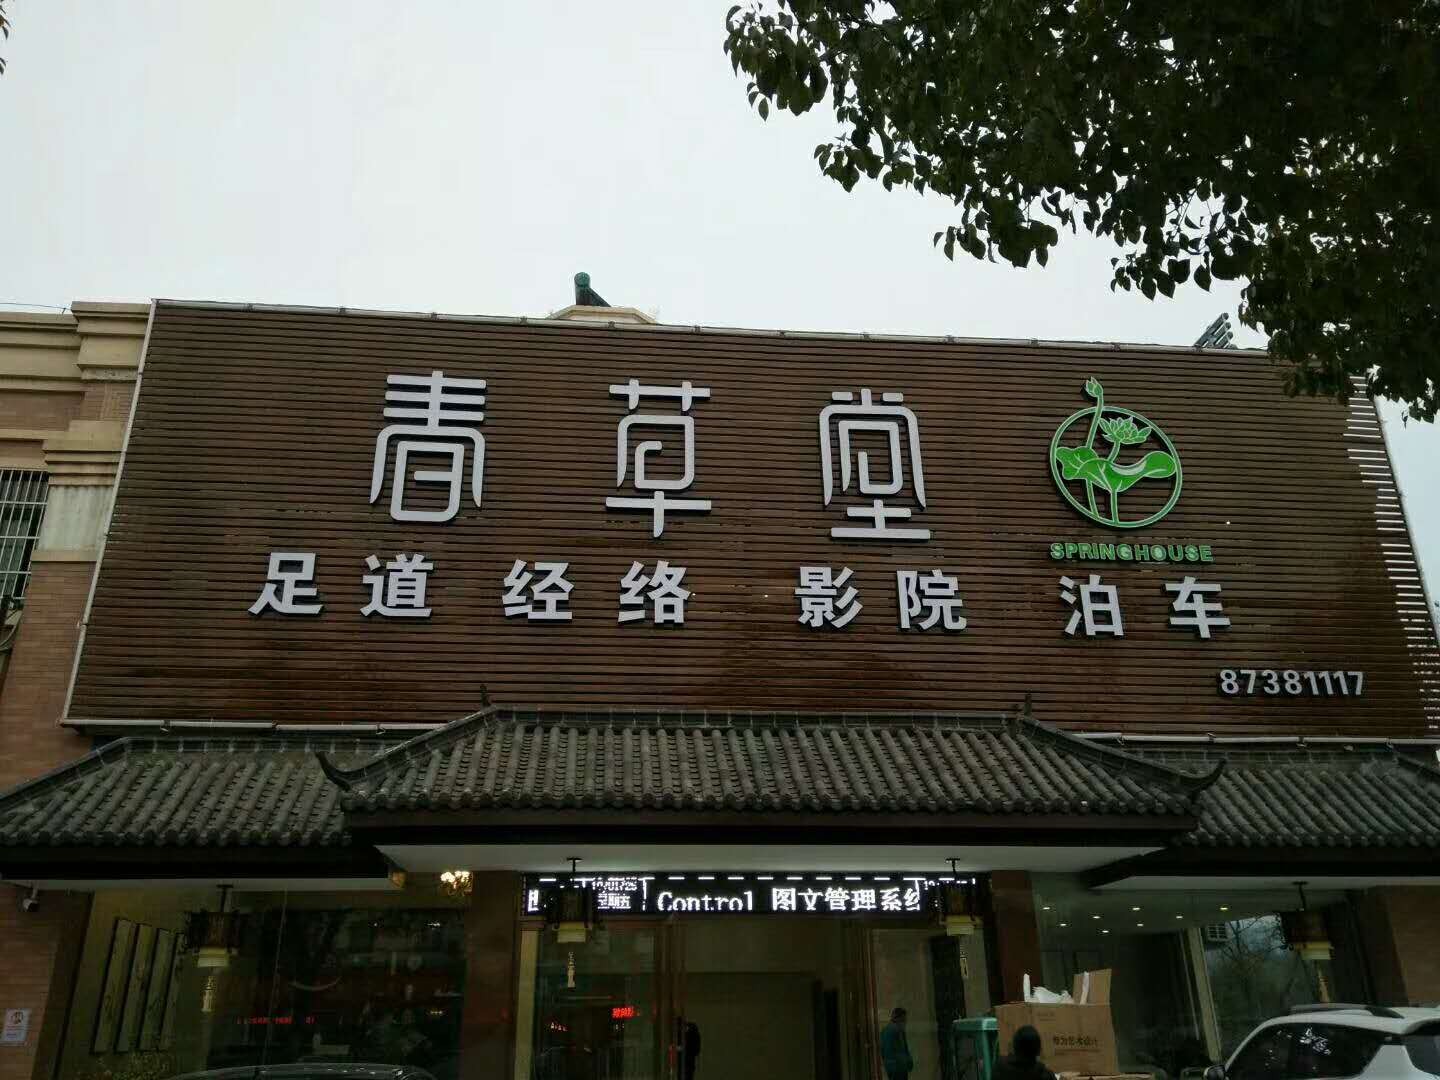 春草堂
SPRINGHOUSE
足道 经络 影院 泊车
87381117
Control 图文管理系统